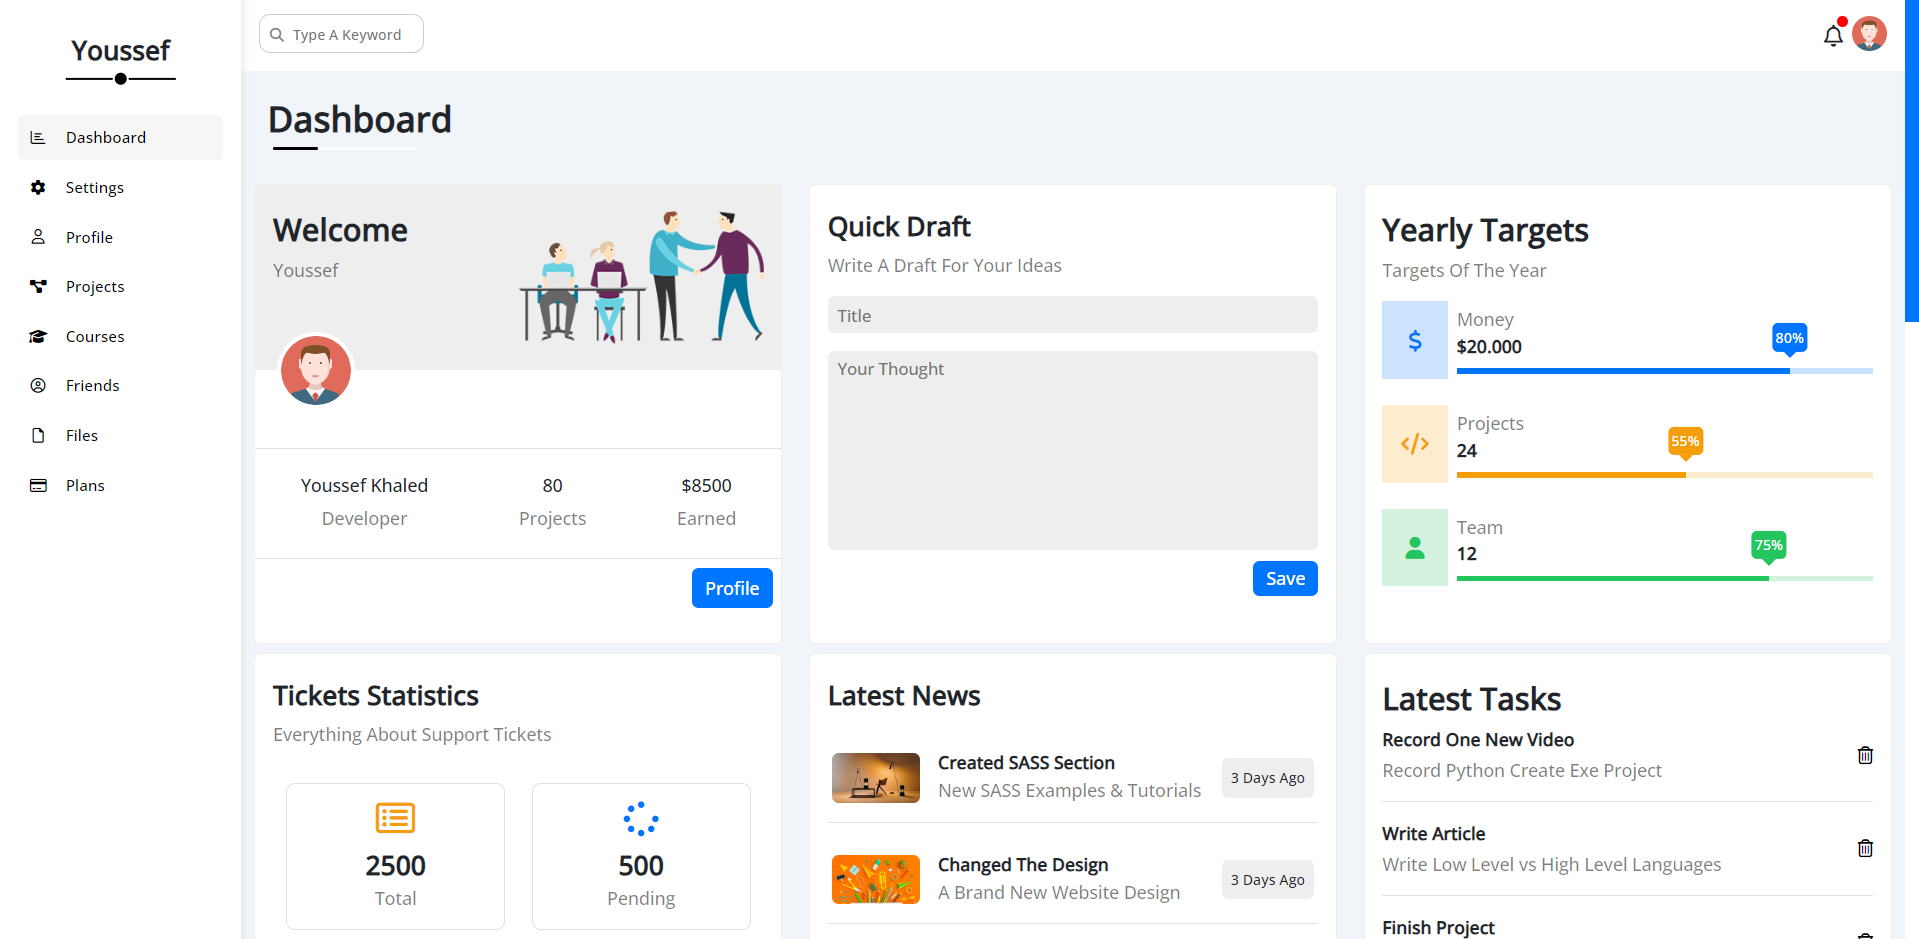 Youssef
Dashboard
Settings
Profile
Projects
Courses
Friends
Files
Plans
Type A Keyword
Dashboard
Welcome
Youssef
Youssef Khaled
Developer
80
Projects
$8500
Earned
Profile
Quick Draft
Write A Draft For Your Ideas
Title
Your Thought
Save
Yearly Targets
Targets Of The Year
Money
$20.000
80%
Projects
24
55%
Team
12
75%
Tickets Statistics
Everything About Support Tickets
2500
Total
500
Pending
Latest News
Created SASS Section
New SASS Examples & Tutorials
3 Days Ago
Changed The Design
A Brand New Website Design
3 Days Ago
Latest Tasks
Record One New Video
Record Python Create Exe Project
Write Article
Write Low Level vs High Level Languages
Finish Project